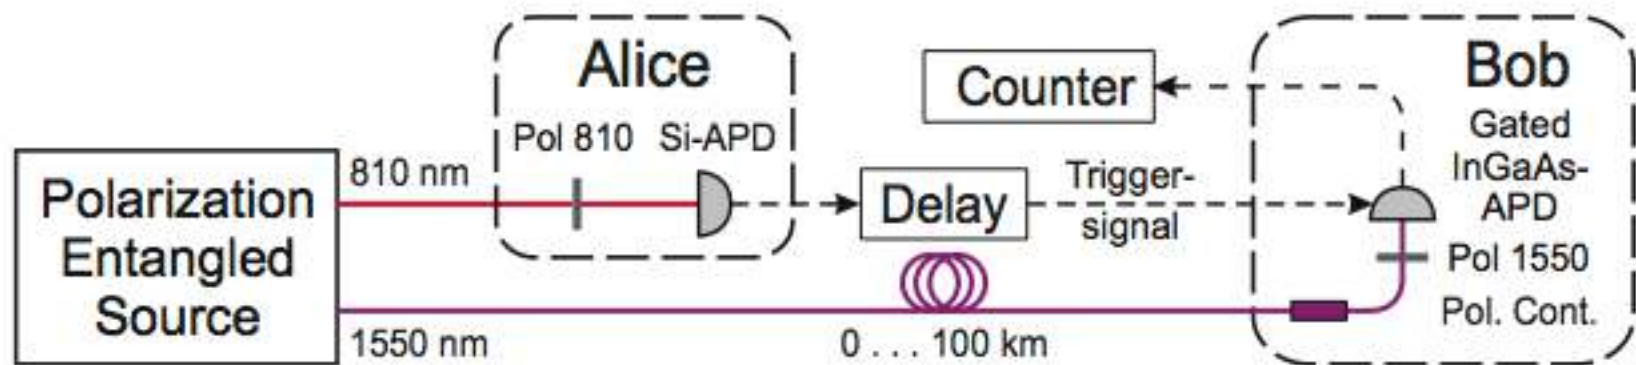 Polarization
Entangled
Source
810 nm
1550 nm
Alice
Pol 810
Si-APD
Delay
0 . . . 100 km
Counter
Trigger-
signal
Bob
Gated
InGaAs-
APD
Pol 1550
Pol. Cont.